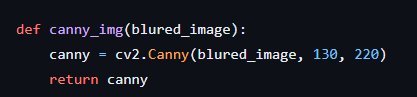 def canny_img(blured_image):
    canny = cv2.Canny(blured_image, 130, 220)
    return canny